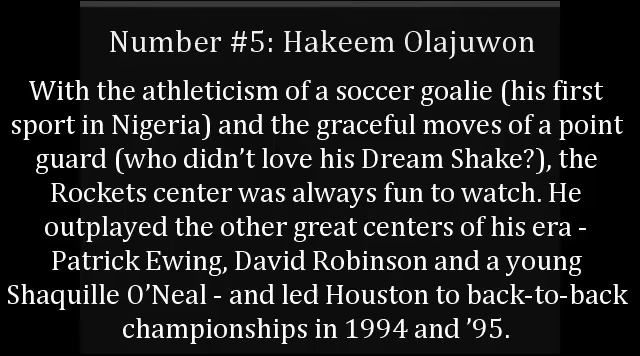 Number #5: Hakeem Olajuwon
With the athleticism of a soccer goalie (his first
sport in Nigeria) and the graceful moves of a point
guard (who didn’t love his Dream Shake?), the
Rockets center was always fun to watch. He
outplayed the other great centers of his era -
Patrick Ewing, David Robinson and a young
Shaquille O’Neal - and led Houston to back-to-back
championships in 1994 and ’95.